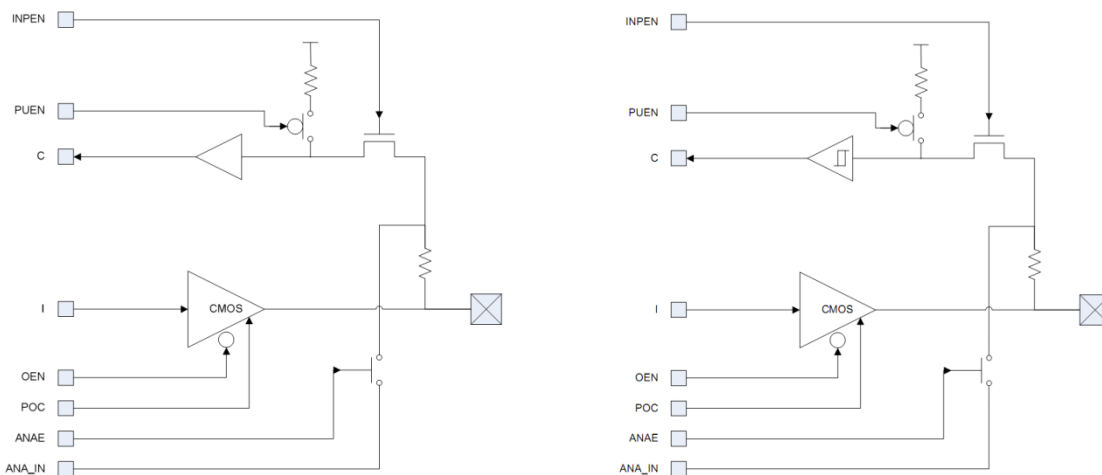 INPEN
PUEN
C
I
CMOS
OEN
POC
ANAE
ANA_IN
INPEN
PUEN
C
I
CMOS
OEN
POC
ANAE
ANA_IN